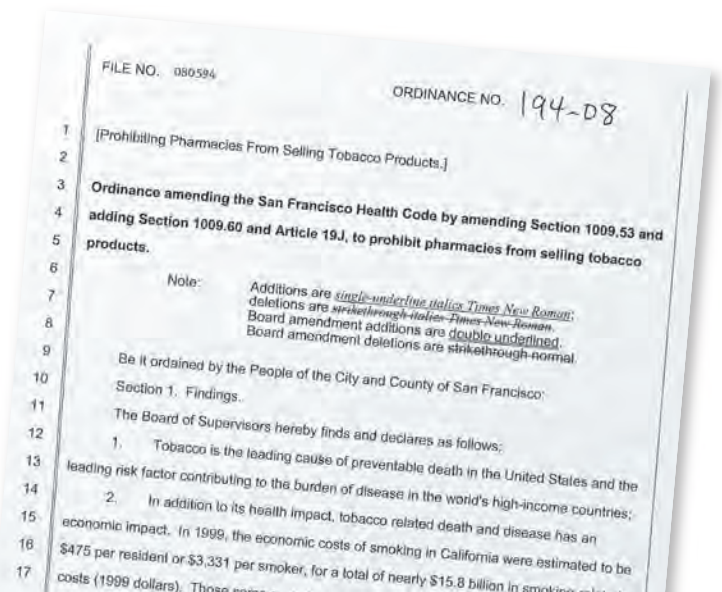 FILE NO. 080594
ORDINANCE NO. 194-08
1 [Prohibiting Pharmacies From Selling Tobacco Products.]
2
3 Ordinance amending the San Francisco Health Code by amending Section 1009.53 and
4 adding Section 1009.60 and Article 19J, to prohibit pharmacies from selling tobacco
5 products.
6 Note: Additions are single-underline italics Times New Roman;
7 deletions are strikethrough italics Times New Roman.
8 Board amendment additions are double underlined;
Board amendment deletions are strikethrough normal.
9 Be it ordained by the People of the City and County of San Francisco:
10 Section 1. Findings.
11 The Board of Supervisors hereby finds and declares as follows:
12 1. Tobacco is the leading cause of preventable death in the United States and the
13 leading risk factor contributing to the burden of disease in the world's high-income countries;
14 2. In addition to its health impact, tobacco related death and disease has an
15 economic impact. In 1999, the economic costs of smoking in California were estimated to be
16 $475 per resident or $3,331 per smoker, for a total of nearly $15.8 billion in smoking
17 costs (1999 dollars). Those